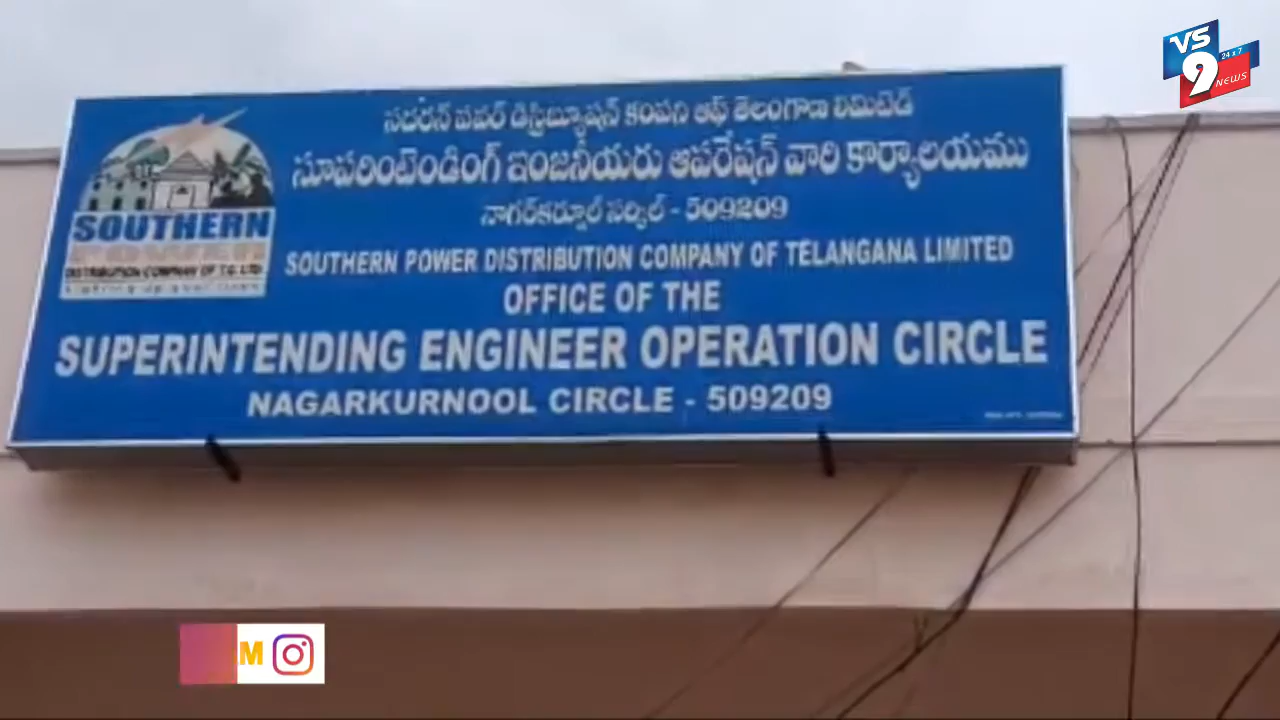 సదరన్ పవర్ డిస్ట్రిబ్యూషన్ కంపని ఆఫ్ తెలంగాణ లిమిటెడ్
సూపరింటెండింగ్ ఇంజనీయరు ఆపరేషన్ వారి కార్యాలయము
నాగర్‌కర్నూల్ సర్కిల్ - 509209
SOUTHERN POWER DISTRIBUTION COMPANY OF TELANGANA LIMITED
OFFICE OF THE
SUPERINTENDING ENGINEER OPERATION CIRCLE
NAGARKURNOOL CIRCLE - 509209
SOUTHERN
POWER
DISTRIBUTION COMPANY OF T.G. LTD.
VS
9
24 x 7
NEWS
M